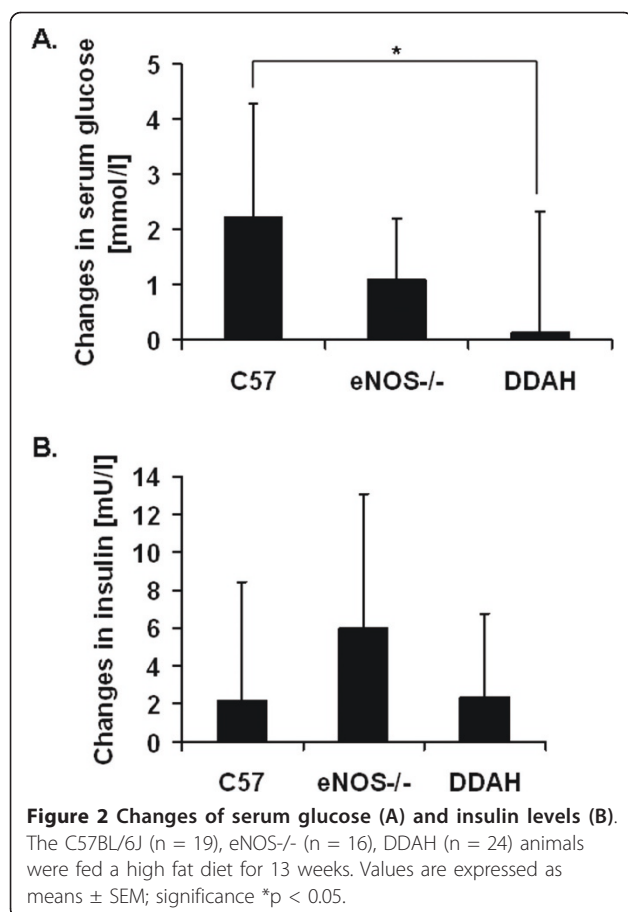 A.
Changes in serum glucose
[mmol/l]
5
4
3
2
1
0
*
C57 eNOS-/- DDAH
B.
Changes in insulin [mU/l]
14
12
10
8
6
4
2
0
C57 eNOS-/- DDAH
Figure 2 Changes of serum glucose (A) and insulin levels (B).
The C57BL/6J (n = 19), eNOS-/- (n = 16), DDAH (n = 24) animals
were fed a high fat diet for 13 weeks. Values are expressed as
means ± SEM; significance *p < 0.05.